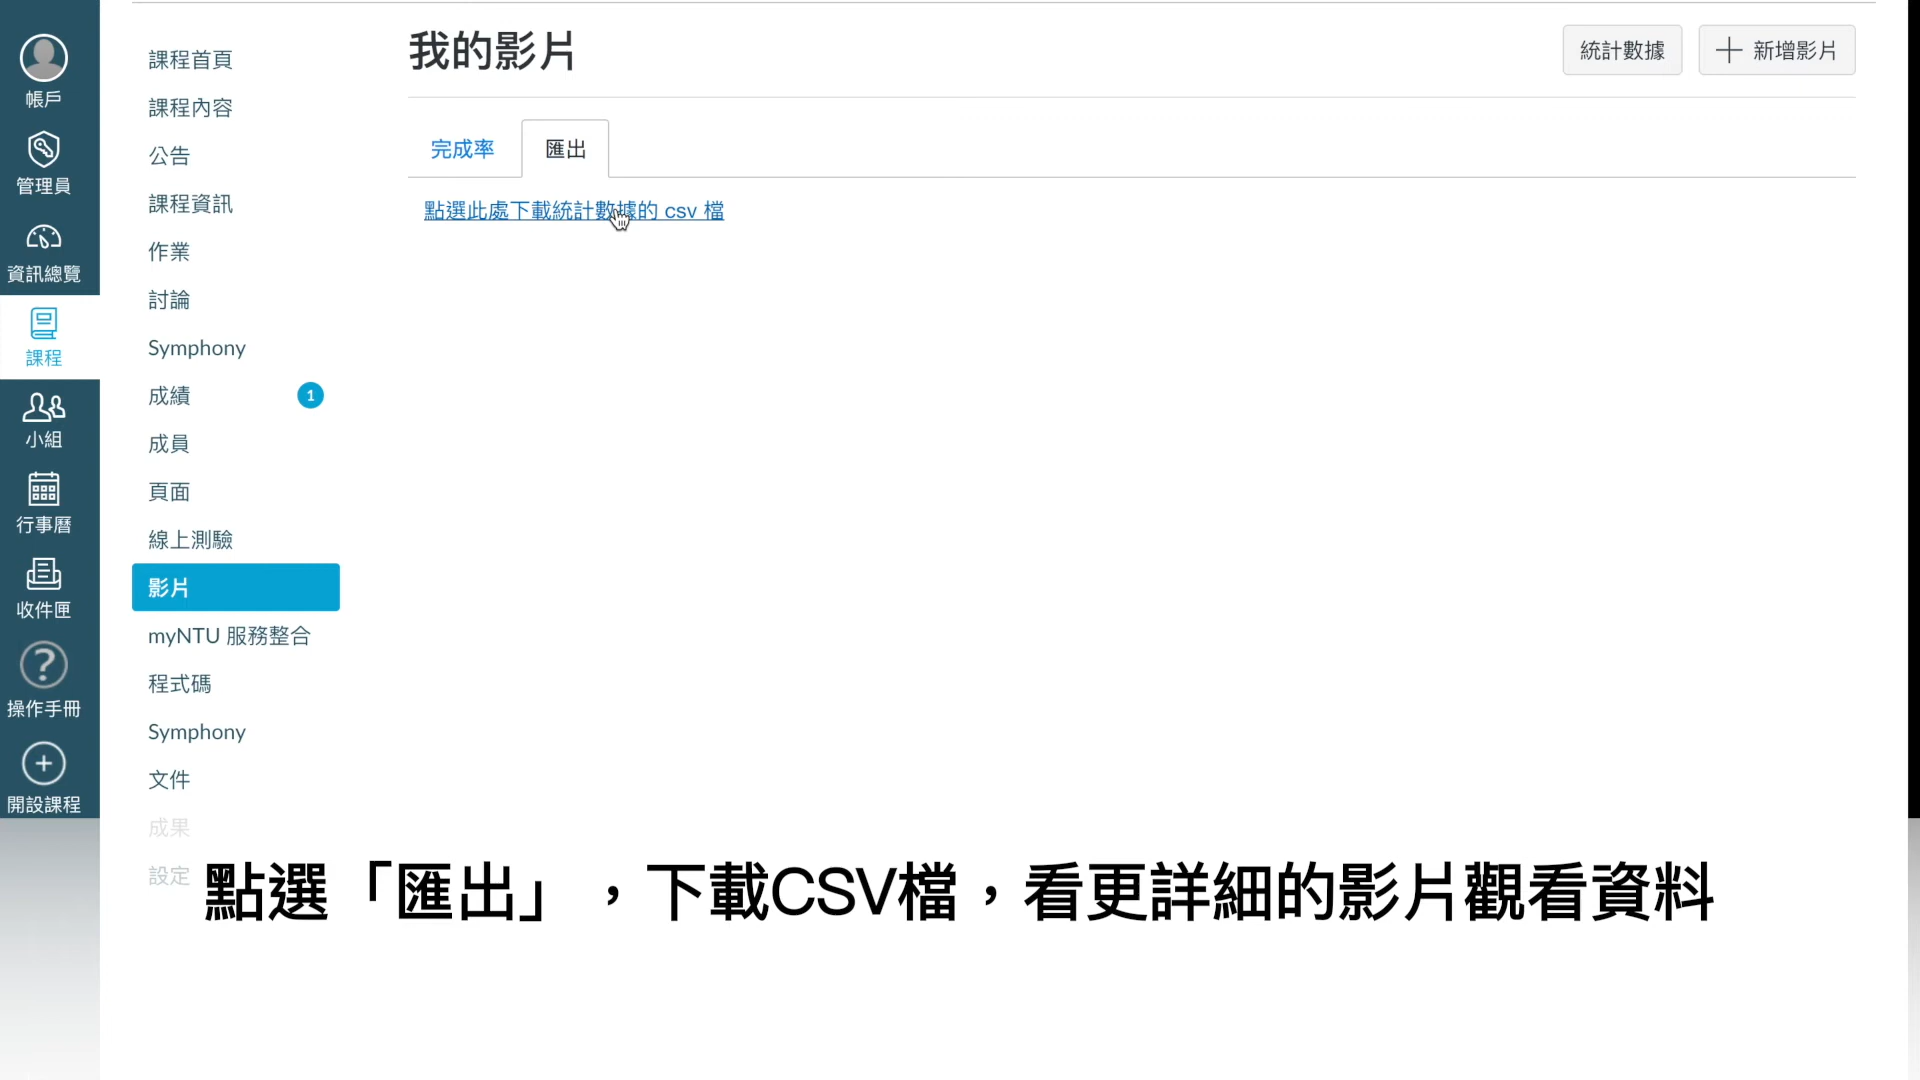 帳戶
管理員
資訊總覽
課程
小組
行事曆
收件匣
操作手冊
開設課程
課程首頁
課程內容
公告
課程資訊
作業
討論
Symphony
成績 1
成員
頁面
線上測驗
影片
myNTU 服務整合
程式碼
Symphony
文件
成果
設定
我的影片
統計數據
新增影片
完成率
匯出
點選此處下載統計數據的 csv 檔
點選「匯出」，下載CSV檔，看更詳細的影片觀看資料